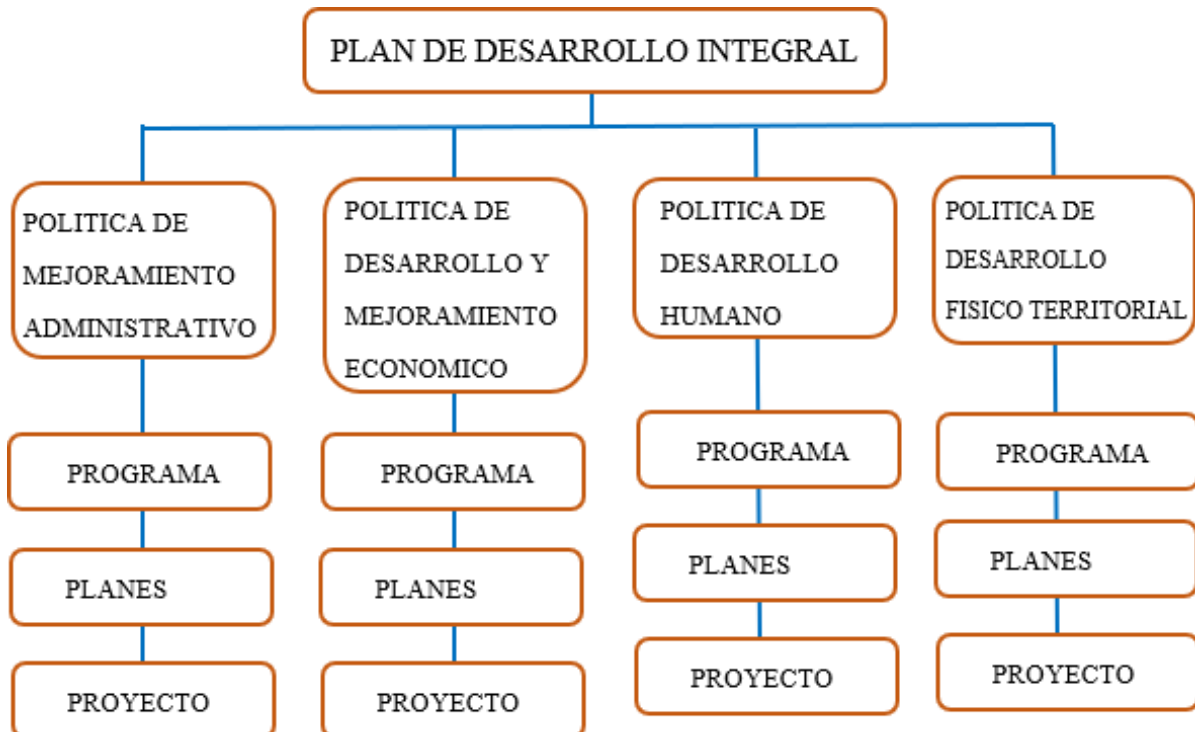 PLAN DE DESARROLLO INTEGRAL
POLITICA DE
MEJORAMIENTO
ADMINISTRATIVO
POLITICA DE
DESARROLLO Y
MEJORAMIENTO
ECONOMICO
POLITICA DE
DESARROLLO
HUMANO
POLITICA DE
DESARROLLO
FISICO TERRITORIAL
PROGRAMA
PROGRAMA
PROGRAMA
PROGRAMA
PLANES
PLANES
PLANES
PLANES
PROYECTO
PROYECTO
PROYECTO
PROYECTO